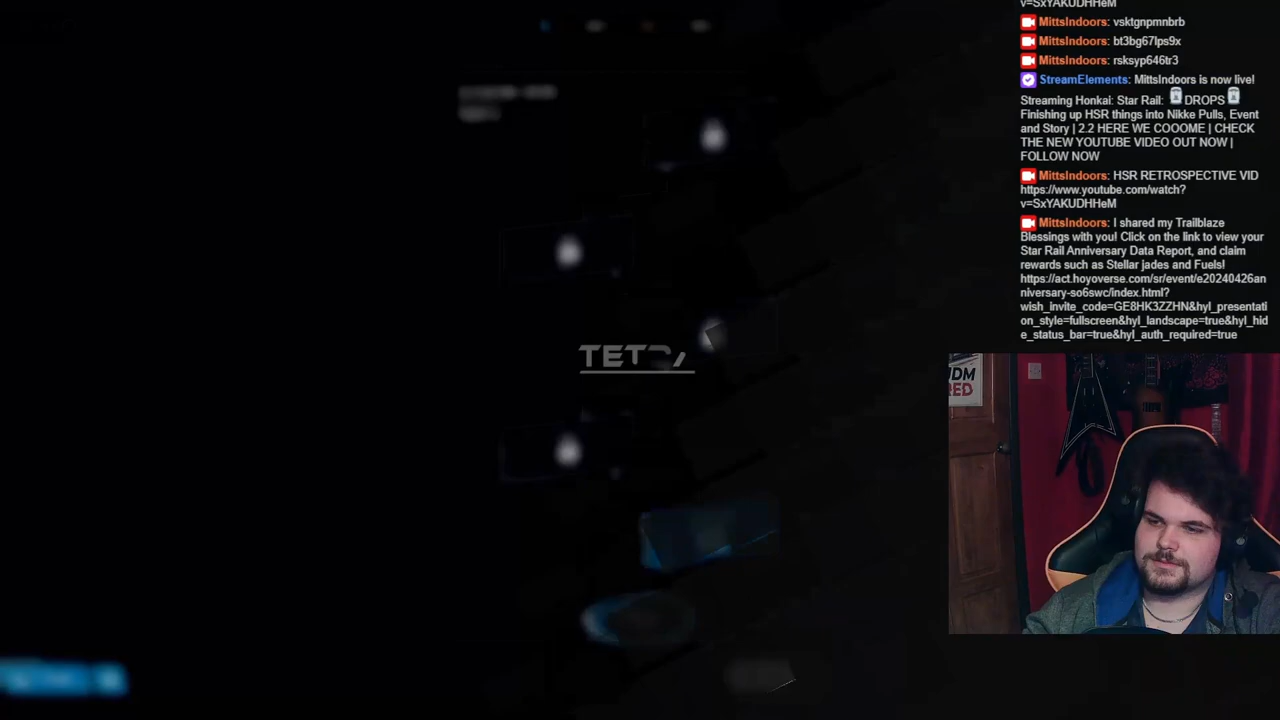 v=SxYAKUDHHeM
MittsIndoors: vsktgnpmnbrb
MittsIndoors: bt3bg67lps9x
MittsIndoors: rsksyp646tr3
StreamElements: MittsIndoors is now live!
Streaming Honkai: Star Rail: DROPS
Finishing up HSR things into Nikke Pulls, Event
and Story | 2.2 HERE WE COOOME | CHECK
THE NEW YOUTUBE VIDEO OUT NOW |
FOLLOW NOW
MittsIndoors: HSR RETROSPECTIVE VID
https://www.youtube.com/watch?
v=SxYAKUDHHeM
MittsIndoors: I shared my Trailblaze
Blessings with you! Click on the link to view your
Star Rail Anniversary Data Report, and claim
rewards such as Stellar jades and Fuels!
https://act.hoyoverse.com/sr/event/e20240426an
niversary-so6swc/index.html?
wish_invite_code=GE8HK3ZZHN&hyl_presentati
on_style=fullscreen&hyl_landscape=true&hyl_hid
e_status_bar=true&hyl_auth_required=true
TETRA
RED